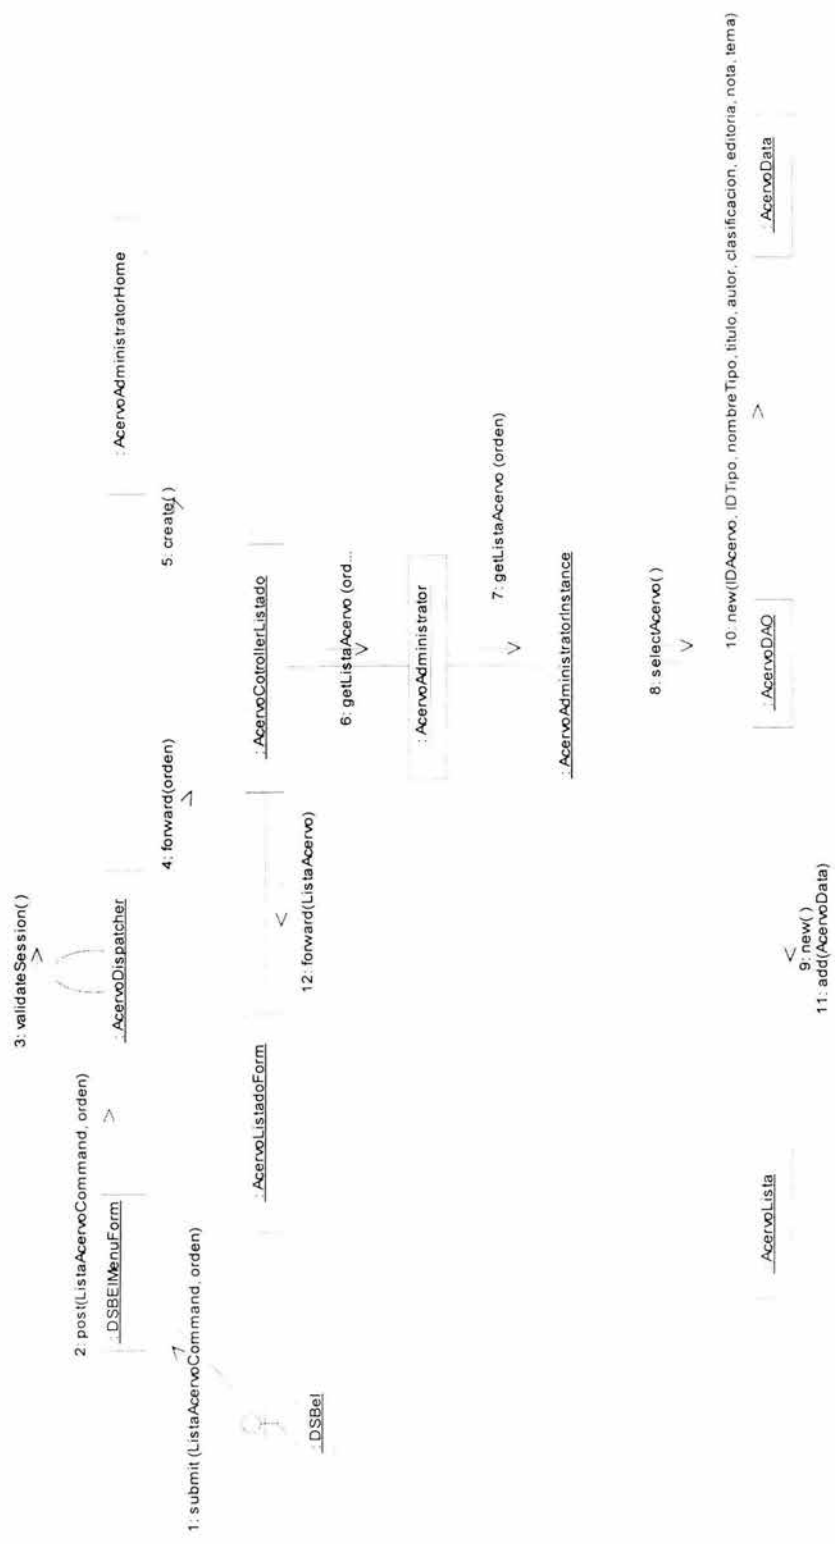 3: validateSession( )
2: post(ListaAcervoCommand, orden)
: DSBEIMenuForm
: AcervoDispatcher
: AcervoAdministratorHome
4: forward(orden)
5: create( )
1: submit (ListaAcervoCommand, orden)
: AcervoListadoForm
: AcervoCotrollerListado
12: forward(ListaAcervo)
: DSBeI
6: getListaAcervo (ord...
: AcervoAdministrator
7: getListaAcervo (orden)
: AcervoAdministratorInstance
8: selectAcervo( )
10: new(IDAcervo, IDTipo, nombreTipo, titulo, autor, clasificacion, editoria, nota, tema)
AcervoLista
: AcervoDAO
: AcervoData
9: new( )
11: add(AcervoData)